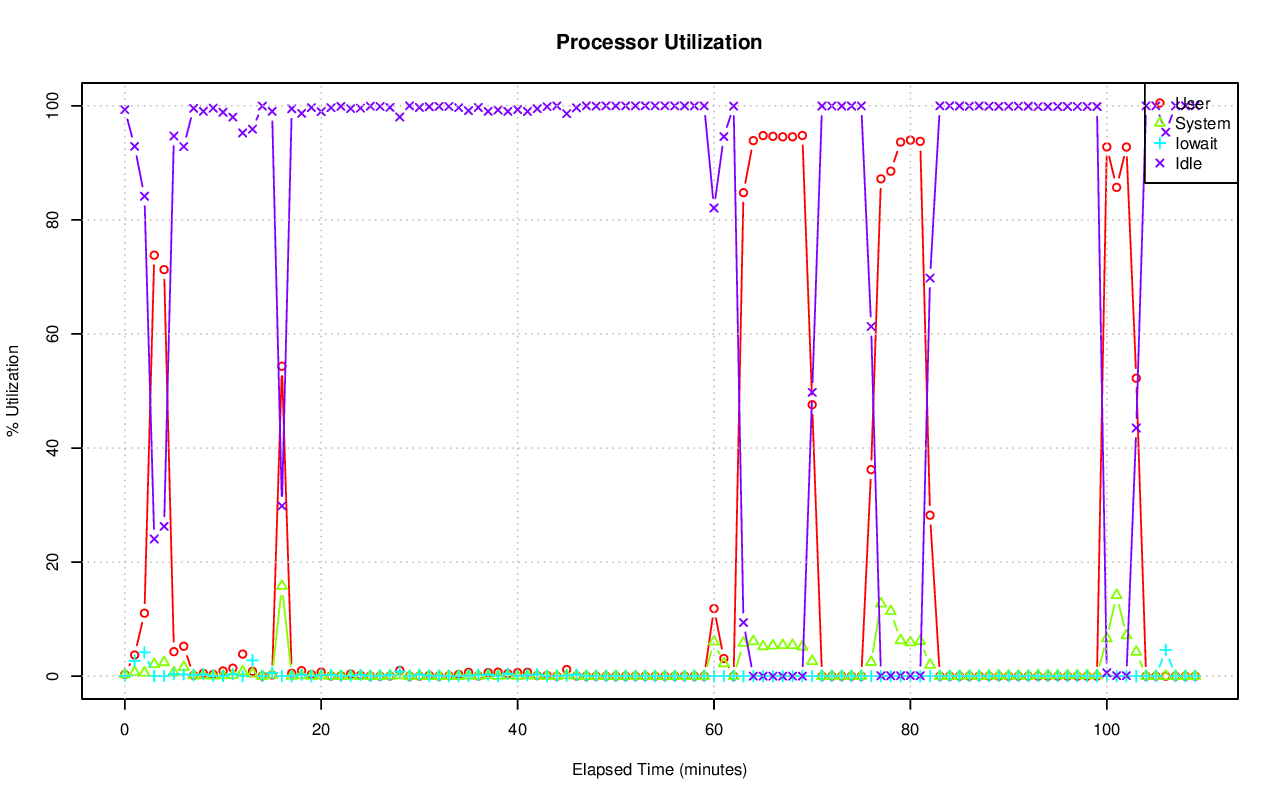 Processor Utilization
% Utilization
100
80
60
40
20
0
User
System
Iowait
Idle
0 20 40 60 80 100
Elapsed Time (minutes)